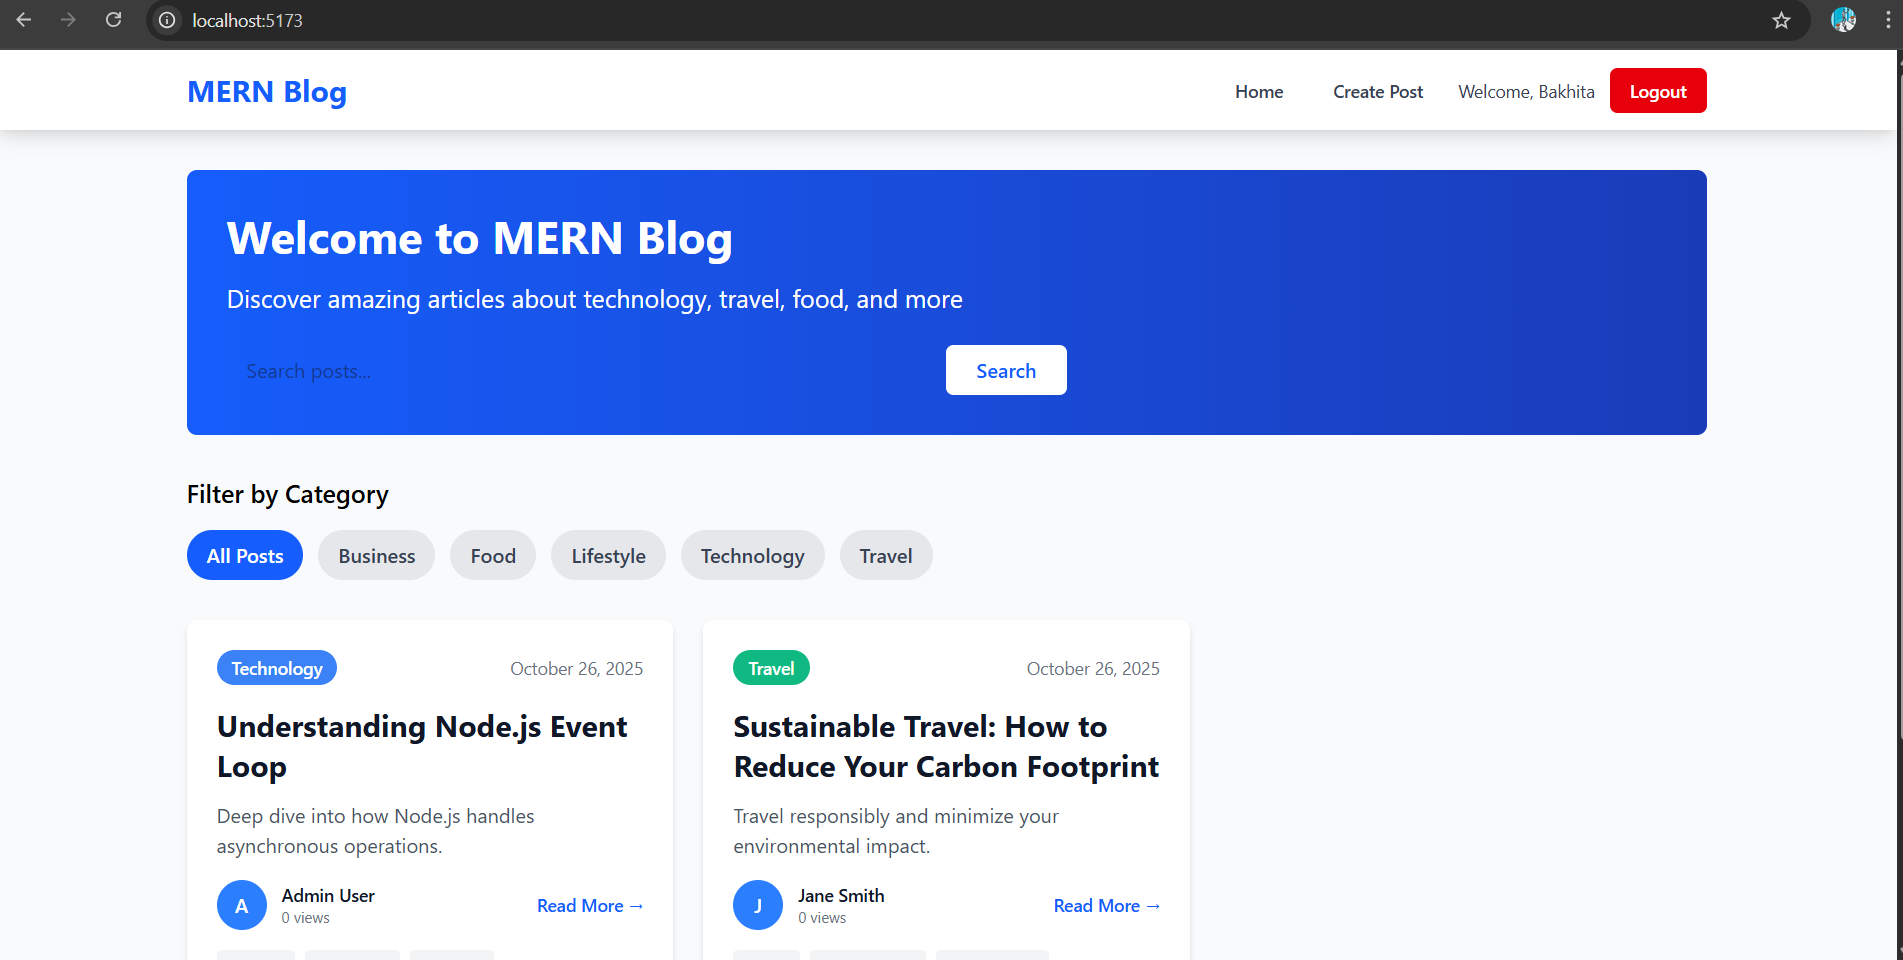 localhost:5173
MERN Blog
Home
Create Post
Welcome, Bakhita
Logout
Welcome to MERN Blog
Discover amazing articles about technology, travel, food, and more
Search posts...
Search
Filter by Category
All Posts
Business
Food
Lifestyle
Technology
Travel
Technology
October 26, 2025
Understanding Node.js Event
Loop
Deep dive into how Node.js handles
asynchronous operations.
A
Admin User
0 views
Read More →
Travel
October 26, 2025
Sustainable Travel: How to
Reduce Your Carbon Footprint
Travel responsibly and minimize your
environmental impact.
J
Jane Smith
0 views
Read More →